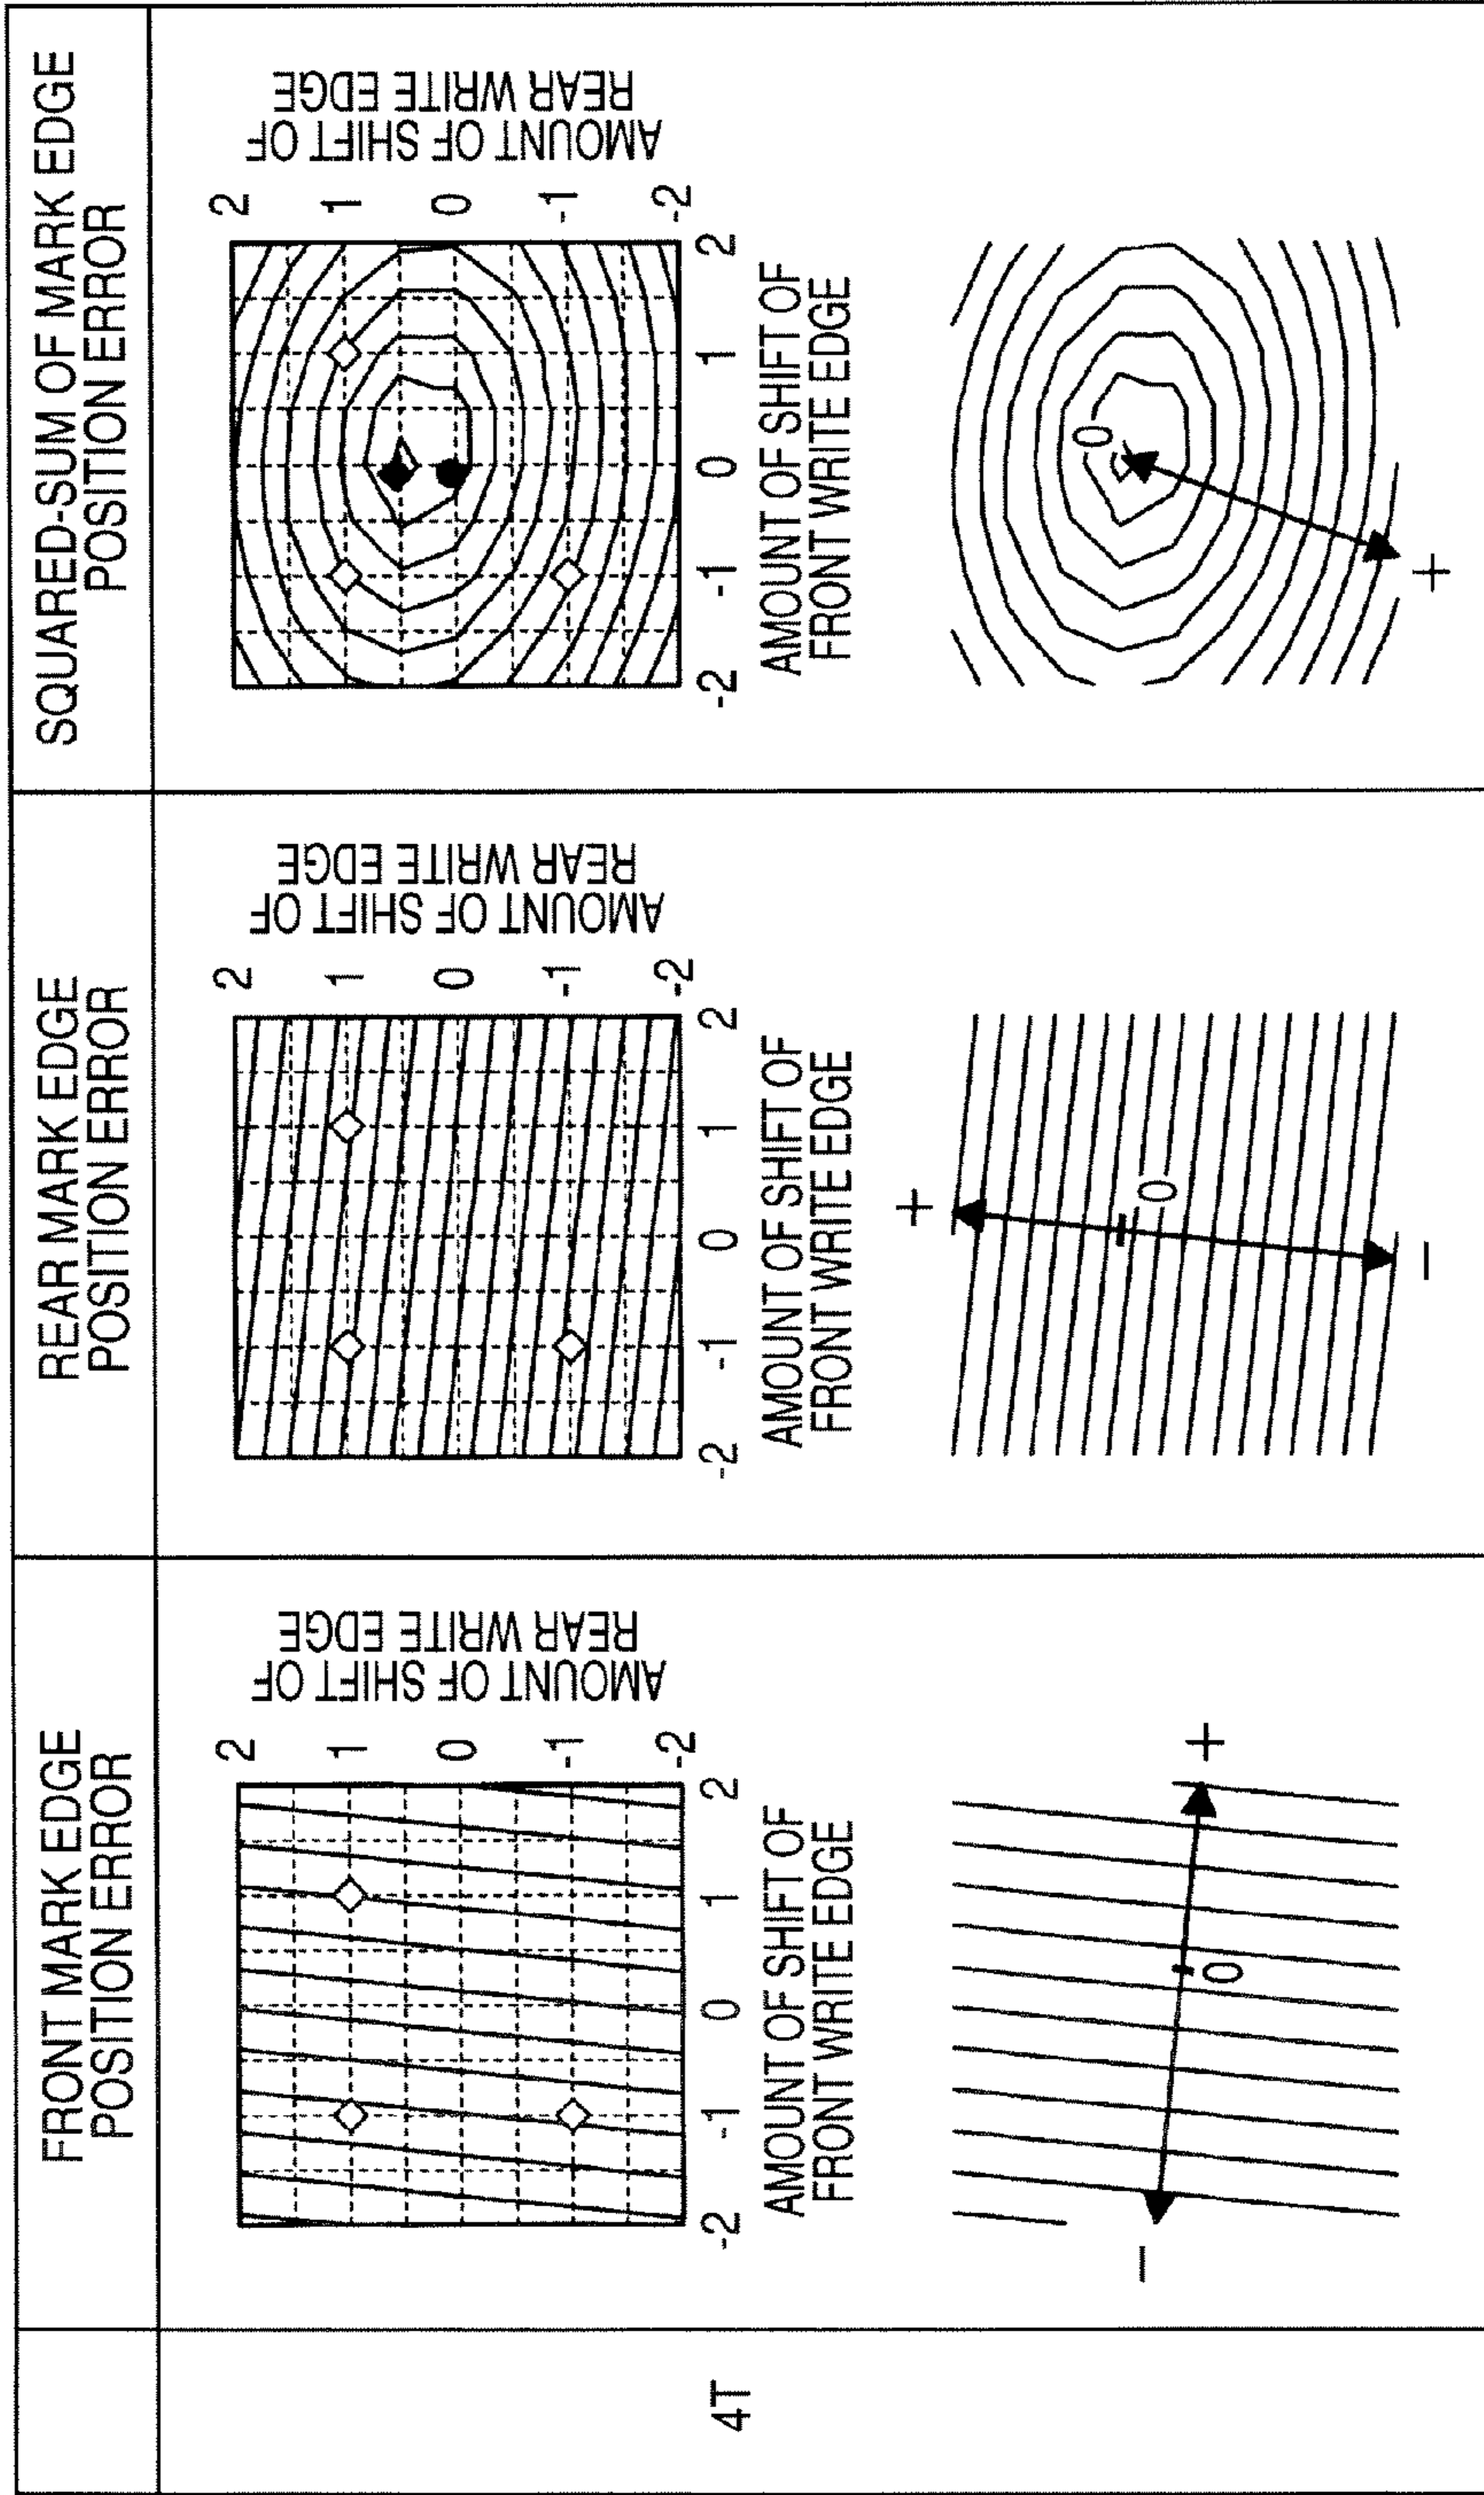 FRONT MARK EDGE
POSITION ERROR
REAR MARK EDGE
POSITION ERROR
SQUARED-SUM OF MARK EDGE
POSITION ERROR
4T
2
1
0
-1
-2
AMOUNT OF SHIFT OF
REAR WRITE EDGE
-2 -1 0 1 2
AMOUNT OF SHIFT OF
FRONT WRITE EDGE
2
1
0
-1
-2
AMOUNT OF SHIFT OF
REAR WRITE EDGE
-2 -1 0 1 2
AMOUNT OF SHIFT OF
FRONT WRITE EDGE
2
1
0
-1
-2
AMOUNT OF SHIFT OF
REAR WRITE EDGE
-2 -1 0 1 2
AMOUNT OF SHIFT OF
FRONT WRITE EDGE
−
0
+
+
0
−
0
+